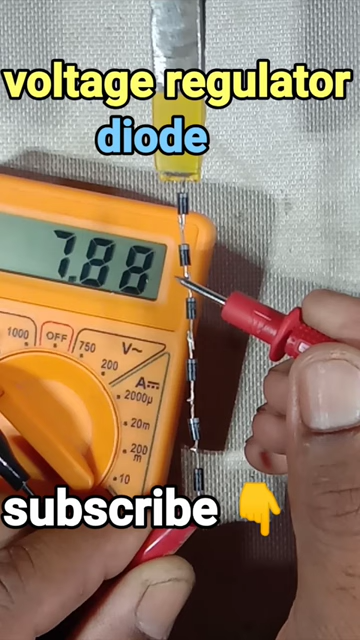 voltage regulator
diode
7.88
1000
OFF
750
V~
200
A
2000µ
20m
200
m
10
subscribe 👇